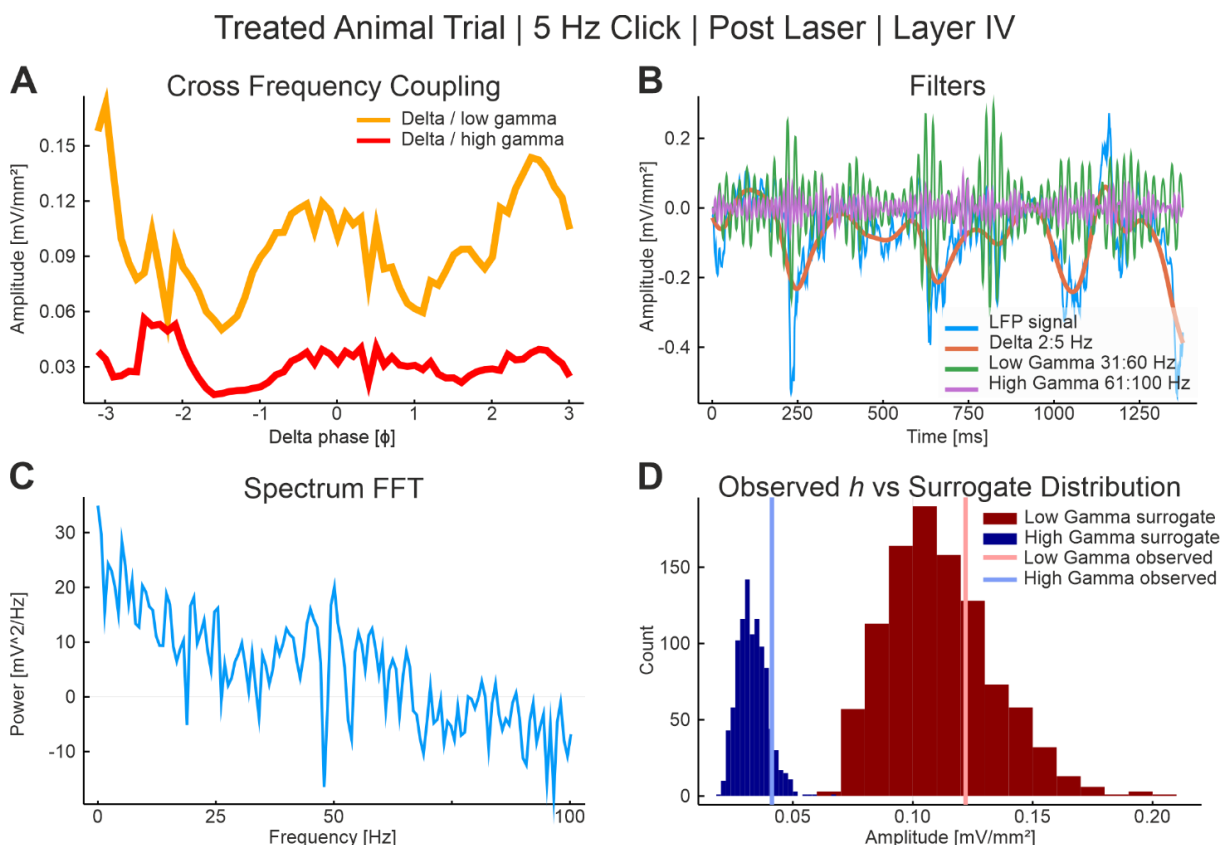 Treated Animal Trial | 5 Hz Click | Post Laser | Layer IV
A
Cross Frequency Coupling
Delta / low gamma
Delta / high gamma
0.15
0.12
0.09
0.06
0.03
Amplitude [mV/mm²]
-3 -2 -1 0 1 2 3
Delta phase [ϕ]
B
Filters
0.2
0.0
-0.2
-0.4
Amplitude [mV/mm²]
LFP signal
Delta 2:5 Hz
Low Gamma 31:60 Hz
High Gamma 61:100 Hz
0 250 500 750 1000 1250
Time [ms]
C
Spectrum FFT
30
20
10
0
-10
Power [mV^2/Hz]
0 25 50 75 100
Frequency [Hz]
D
Observed h vs Surrogate Distribution
Low Gamma surrogate
High Gamma surrogate
Low Gamma observed
High Gamma observed
150
100
50
0
Count
0.05 0.10 0.15 0.20
Amplitude [mV/mm²]